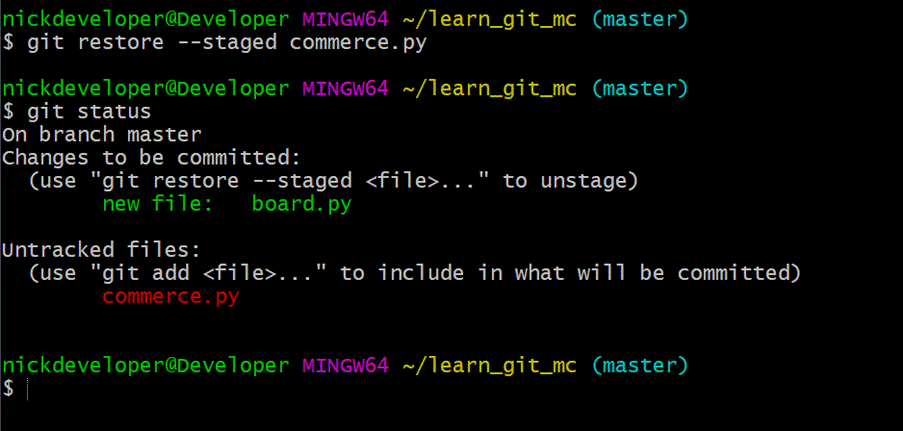 nickdeveloper@Developer MINGW64 ~/learn_git_mc (master)
$ git restore --staged commerce.py
nickdeveloper@Developer MINGW64 ~/learn_git_mc (master)
$ git status
On branch master
Changes to be committed:
  (use "git restore --staged <file>..." to unstage)
        new file:   board.py
Untracked files:
  (use "git add <file>..." to include in what will be committed)
        commerce.py
nickdeveloper@Developer MINGW64 ~/learn_git_mc (master)
$